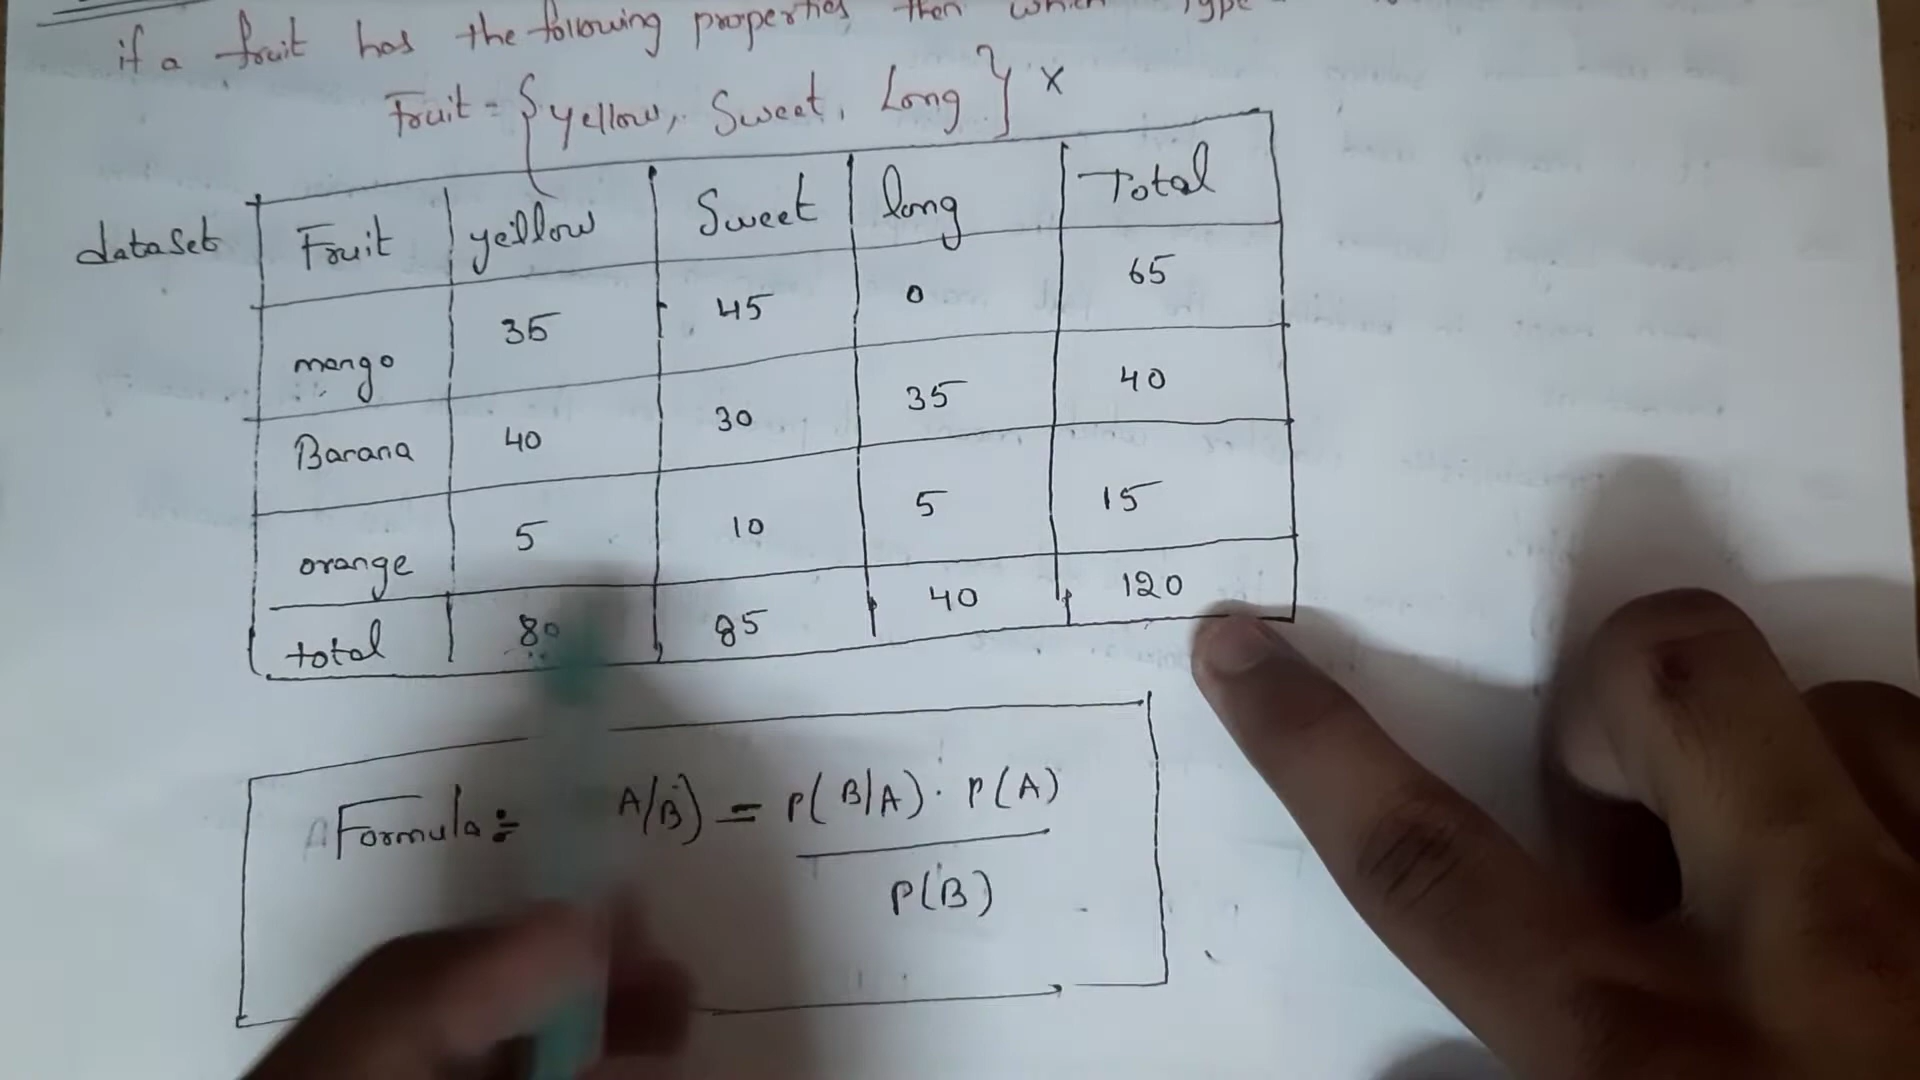 if a fruit has the following properties then which Type
Fruit = {yellow, Sweet, Long} X
dataset
Fruit yellow Sweet long Total
mango 35 45 0 65
Banana 40 30 35 40
orange 5 10 5 15
total 80 85 40 120
Formula: A/B) = P(B/A) · P(A)
P(B)